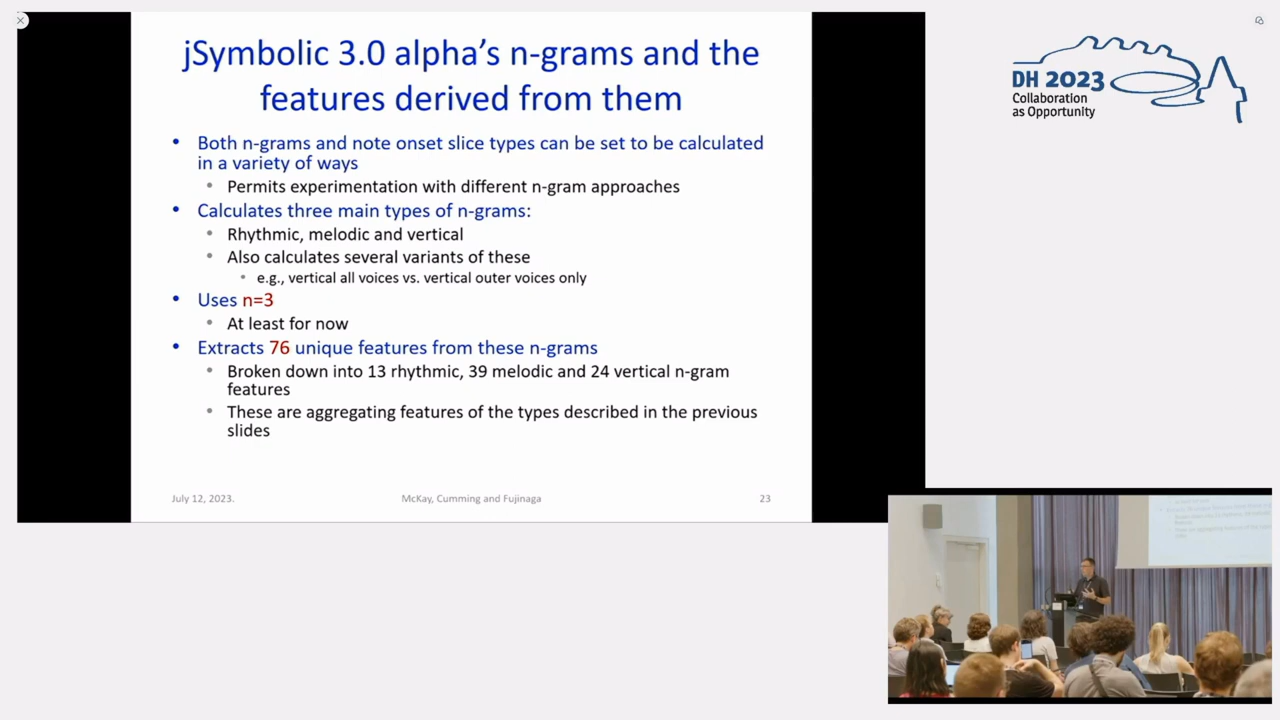 jSymbolic 3.0 alpha's n-grams and the
features derived from them
• Both n-grams and note onset slice types can be set to be calculated
in a variety of ways
• Permits experimentation with different n-gram approaches
• Calculates three main types of n-grams:
• Rhythmic, melodic and vertical
• Also calculates several variants of these
• e.g., vertical all voices vs. vertical outer voices only
• Uses n=3
• At least for now
• Extracts 76 unique features from these n-grams
• Broken down into 13 rhythmic, 39 melodic and 24 vertical n-gram
features
• These are aggregating features of the types described in the previous
slides
July 12, 2023.
McKay, Cumming and Fujinaga
23
DH 2023
Collaboration
as Opportunity